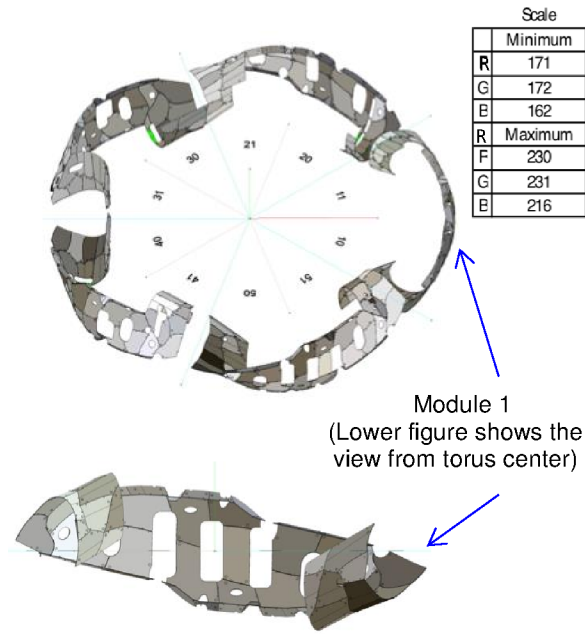 Scale
Minimum
R 171
G 172
B 162
R Maximum
F 230
G 231
B 216
21
20
11
10
51
50
41
40
31
30
Module 1
(Lower figure shows the
view from torus center)